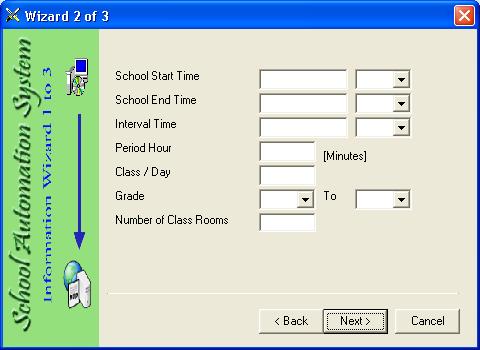 Wizard 2 of 3
School Automation System
Information Wizard 1 to 3
School Start Time
School End Time
Interval Time
Period Hour
[Minutes]
Class / Day
Grade To
Number of Class Rooms
< Back Next > Cancel